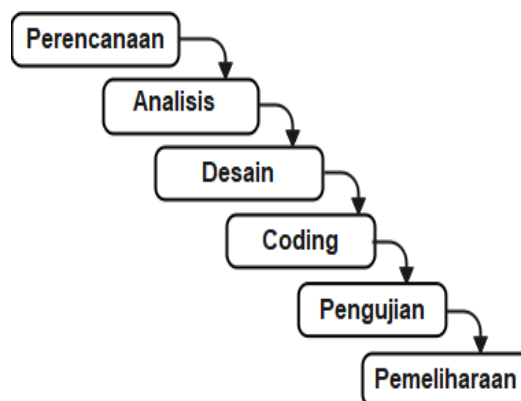 Perencanaan
Analisis
Desain
Coding
Pengujian
Pemeliharaan